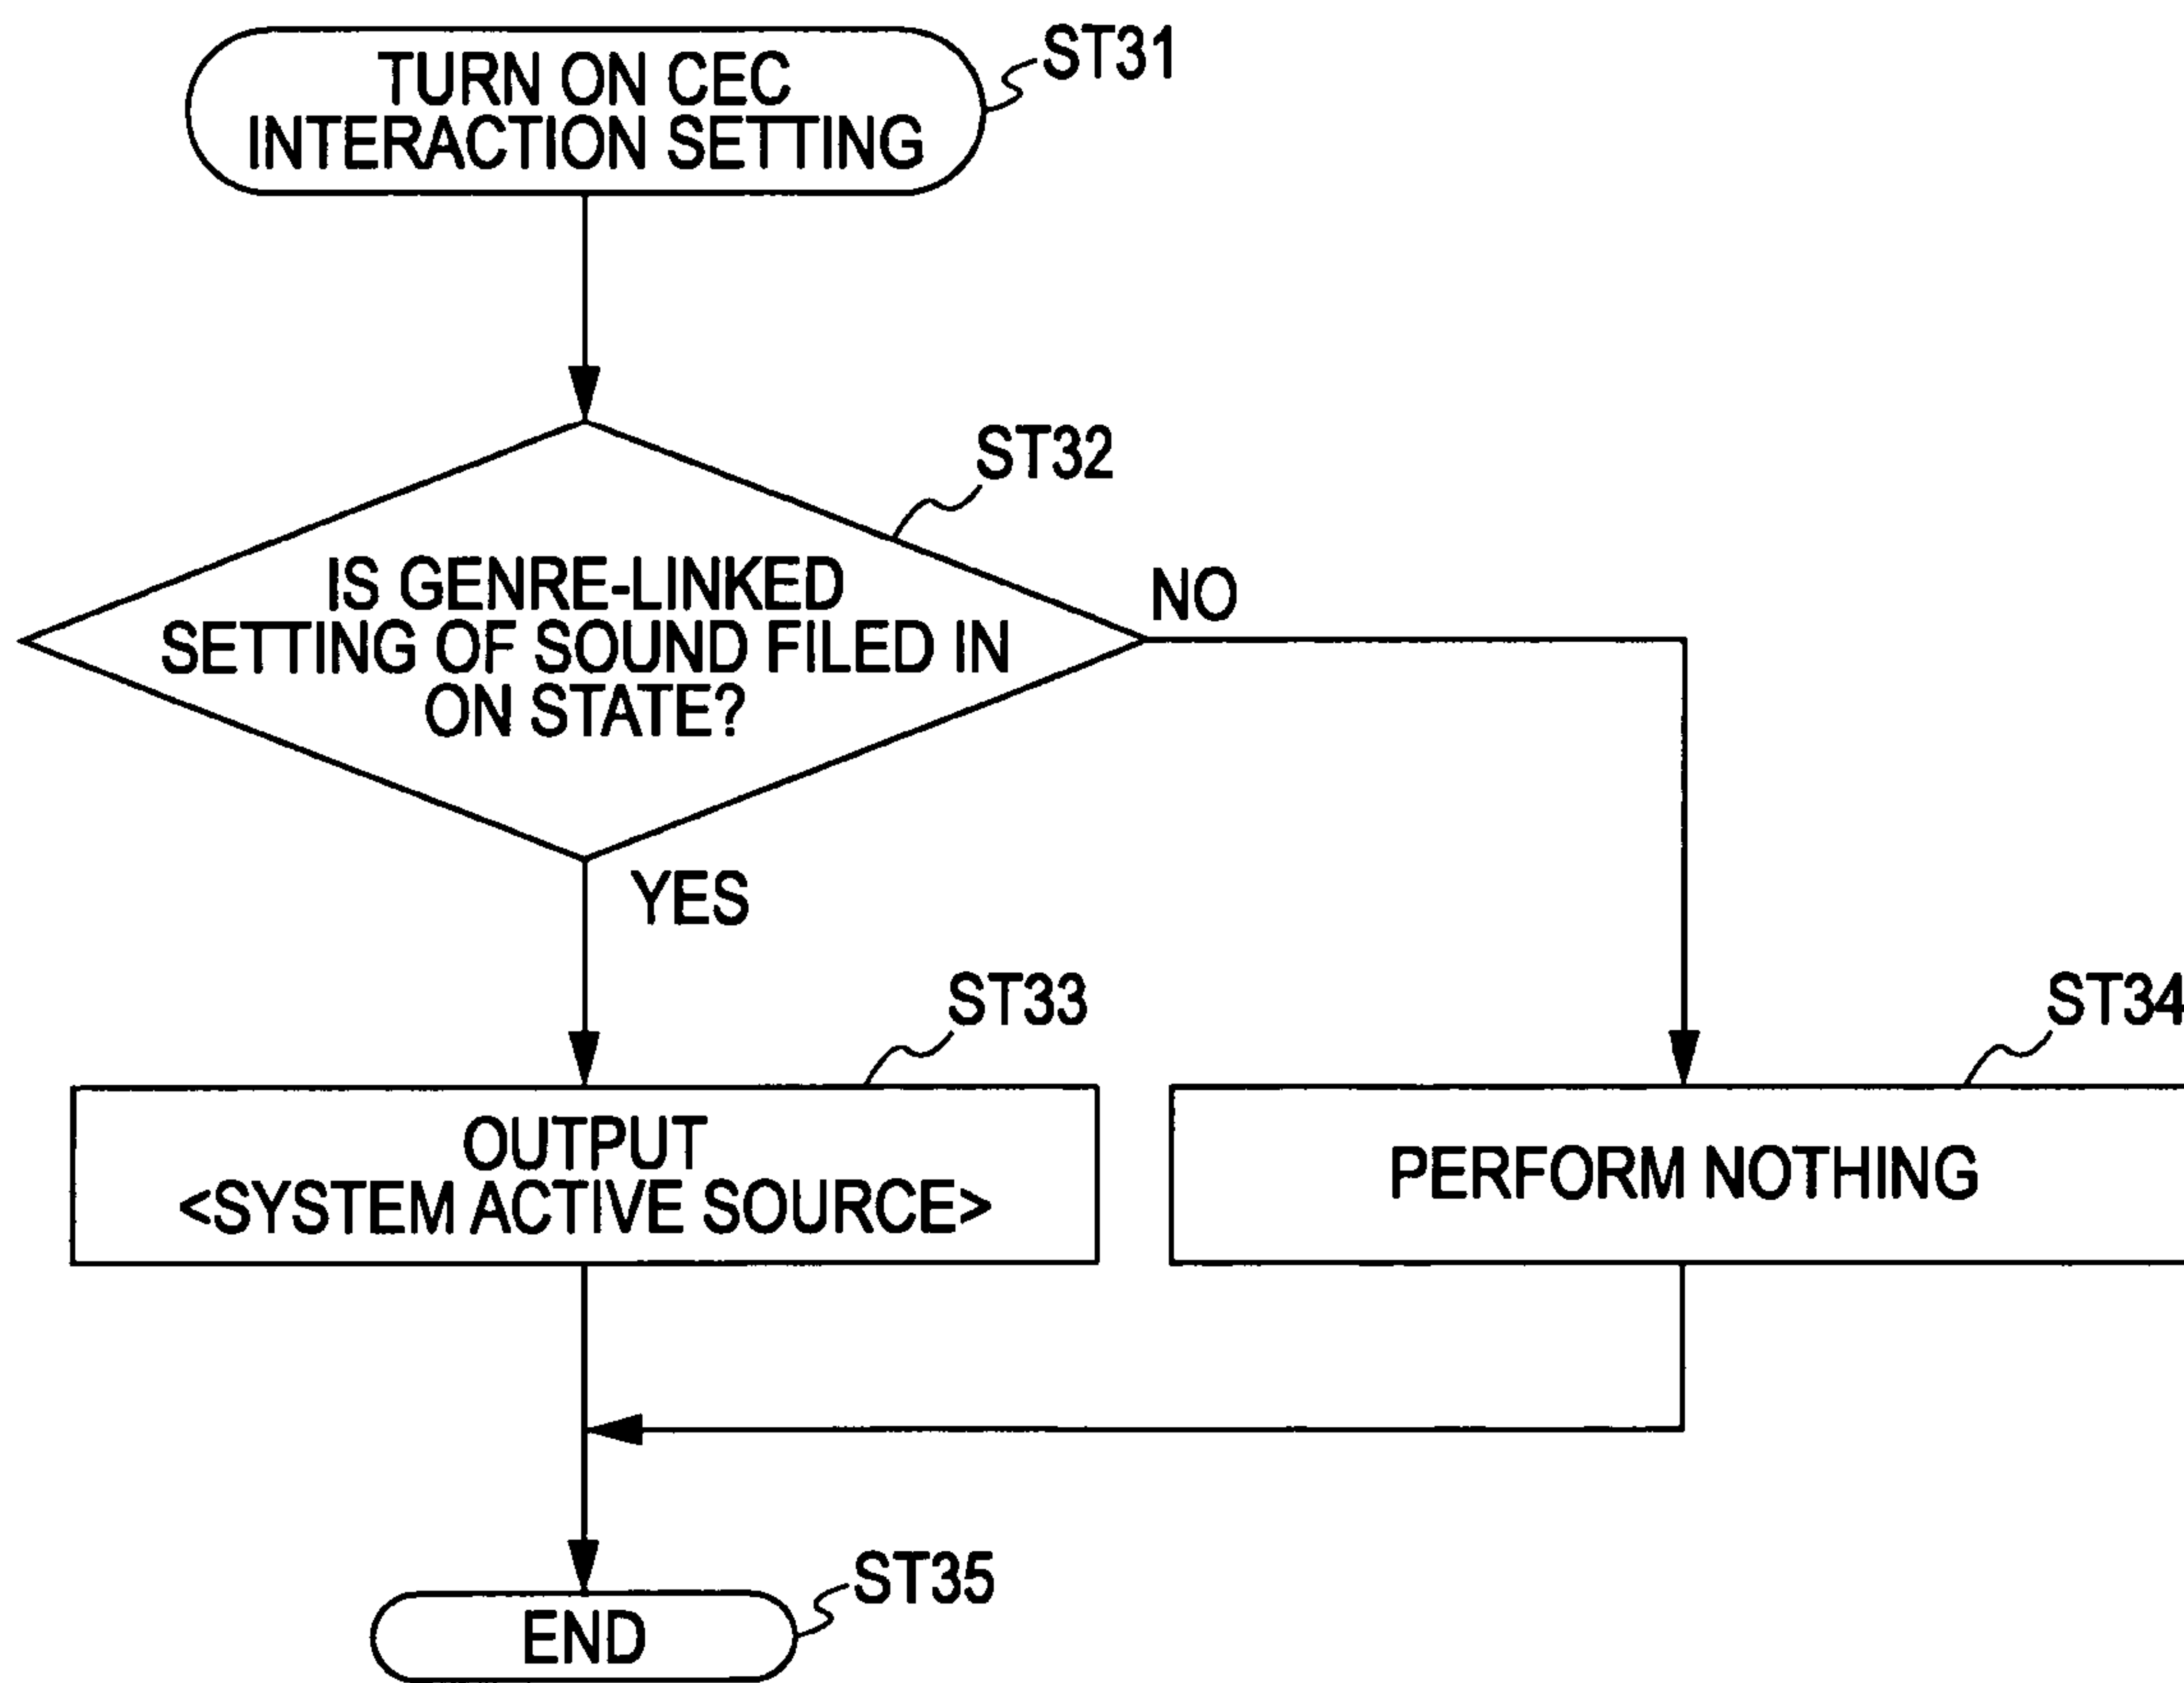 TURN ON CEC
INTERACTION SETTING
ST31
ST32
IS GENRE-LINKED
SETTING OF SOUND FILED IN
ON STATE?
NO
YES
ST33
OUTPUT
<SYSTEM ACTIVE SOURCE>
ST34
PERFORM NOTHING
ST35
END